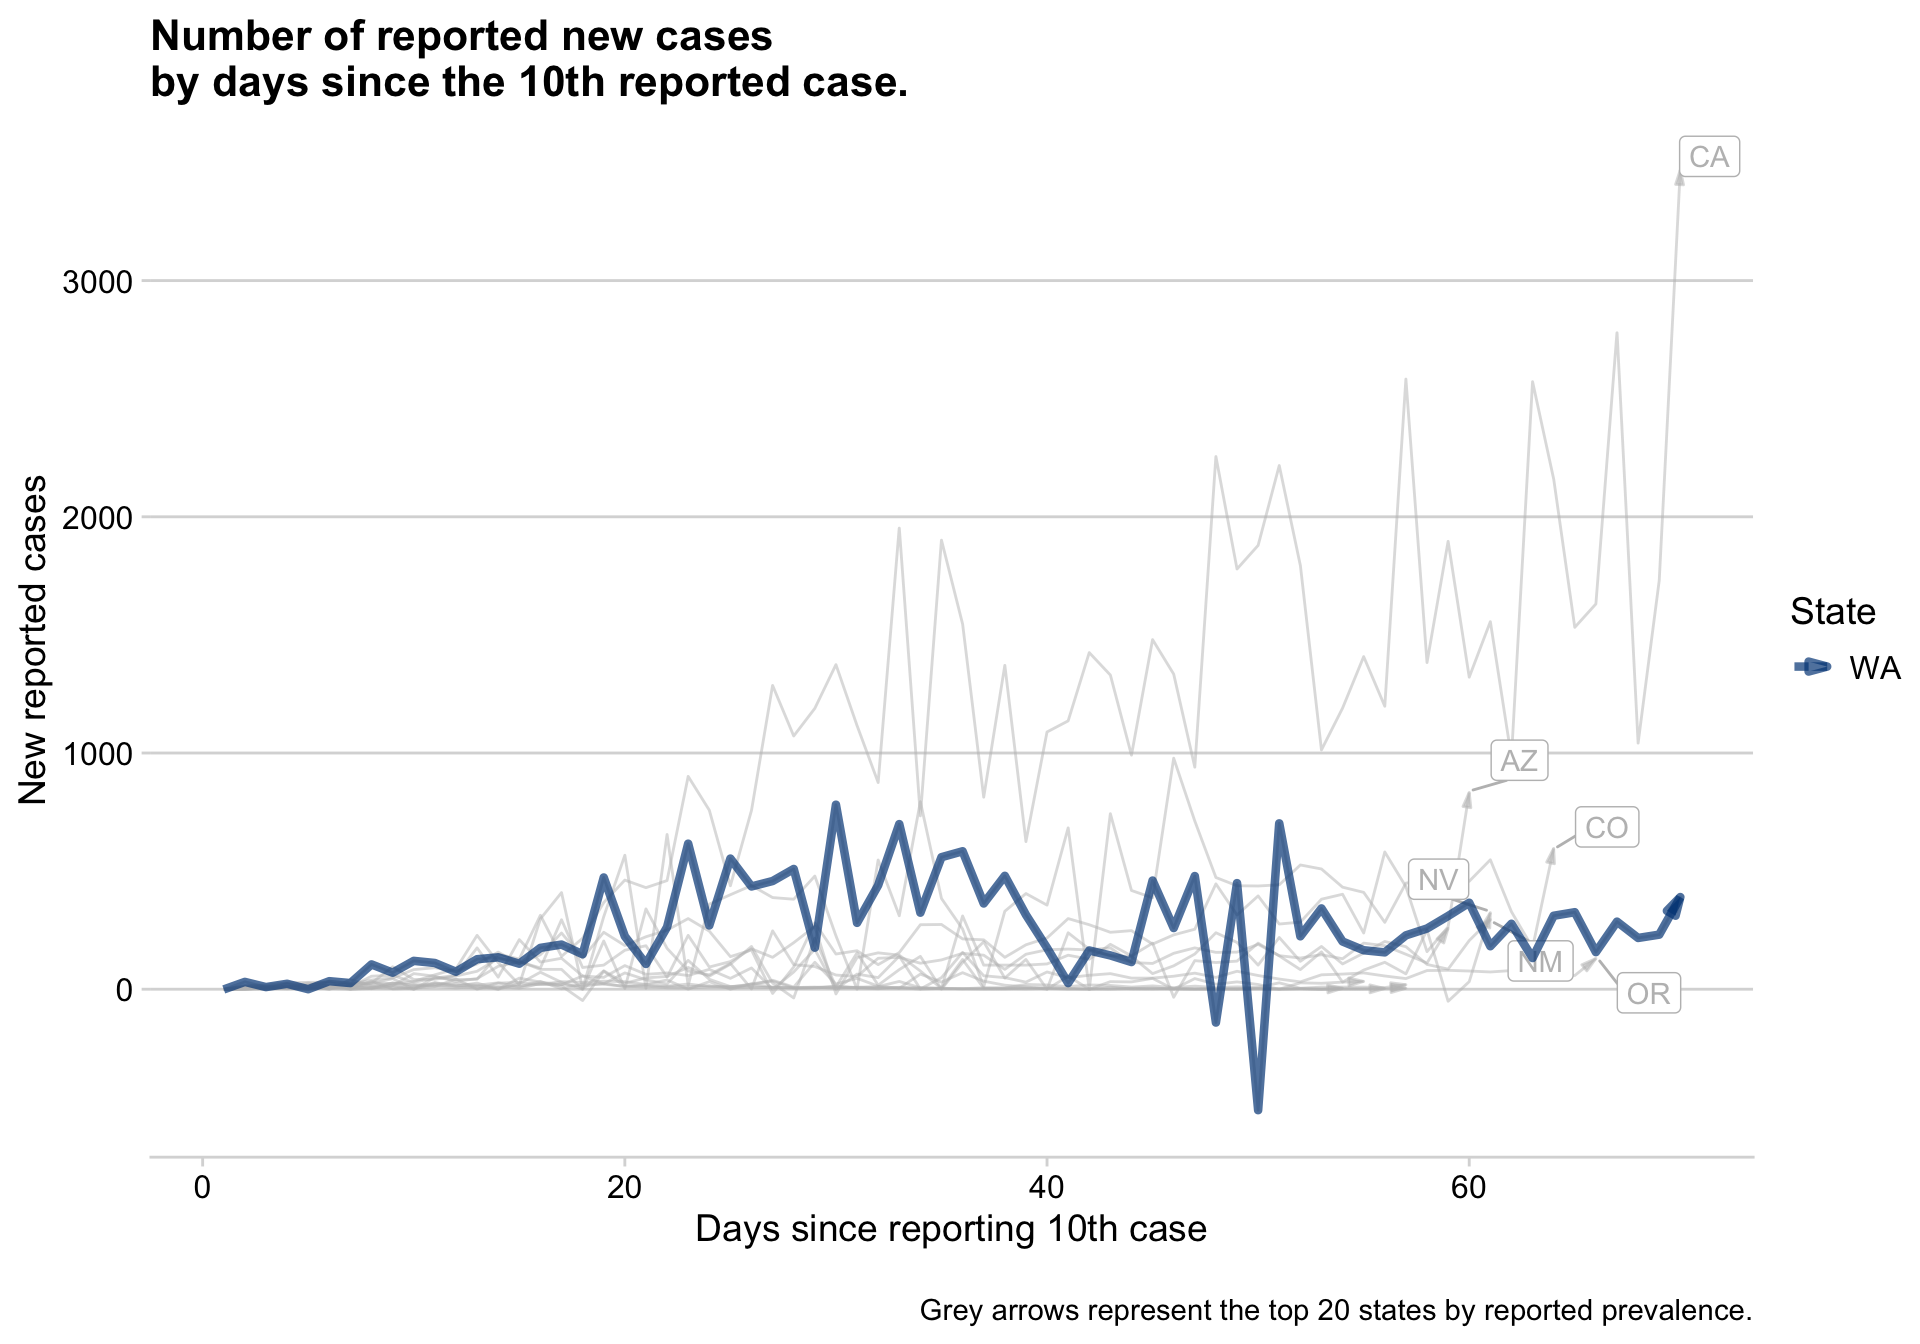 Number of reported new cases
by days since the 10th reported case.
CA
3000
2000
New reported cases
State
WA
1000
AZ
CO
NV
NM
OR
0
0
20
40
60
Days since reporting 10th case
Grey arrows represent the top 20 states by reported prevalence.